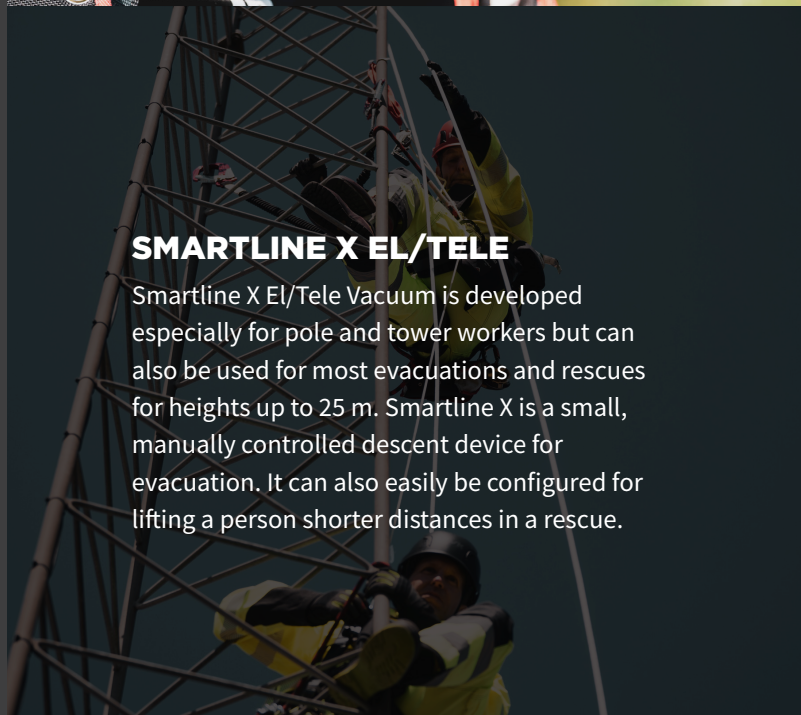 SMARTLINE X EL/TELE
Smartline X El/Tele Vacuum is developed
especially for pole and tower workers but can
also be used for most evacuations and rescues
for heights up to 25 m. Smartline X is a small,
manually controlled descent device for
evacuation. It can also easily be configured for
lifting a person shorter distances in a rescue.